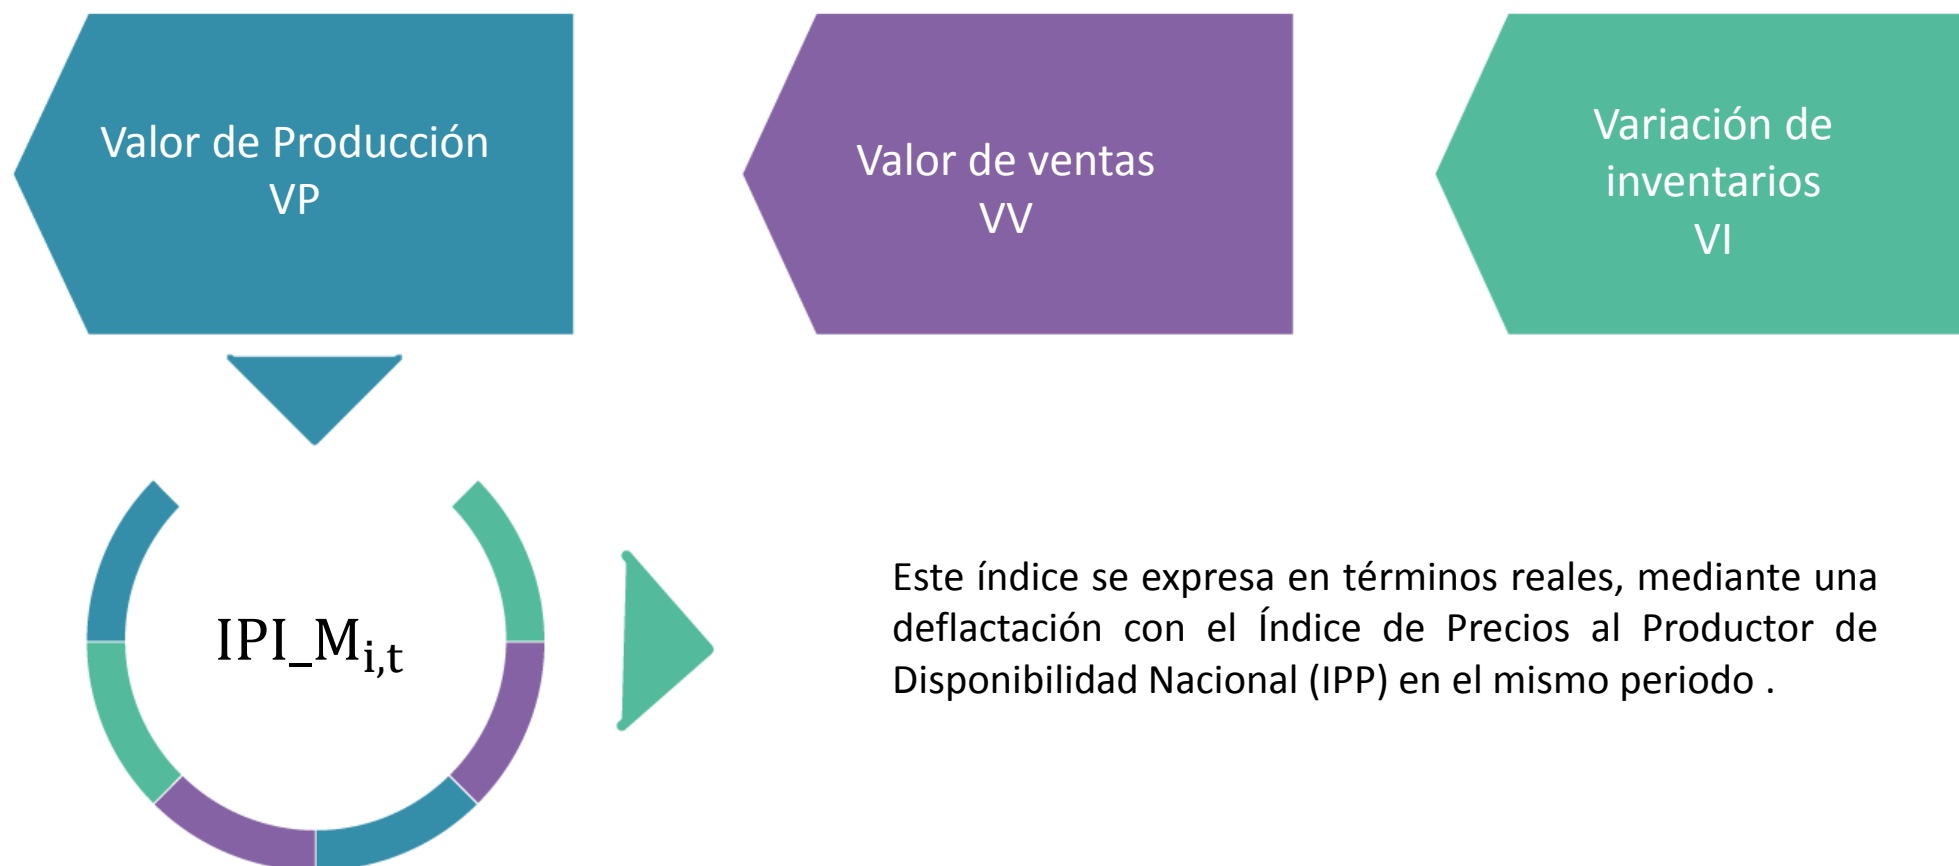 Valor de Producción
VP
Valor de ventas
VV
Variación de
inventarios
VI
IPI_Mi,t
Este índice se expresa en términos reales, mediante una
deflactación con el Índice de Precios al Productor de
Disponibilidad Nacional (IPP) en el mismo periodo .